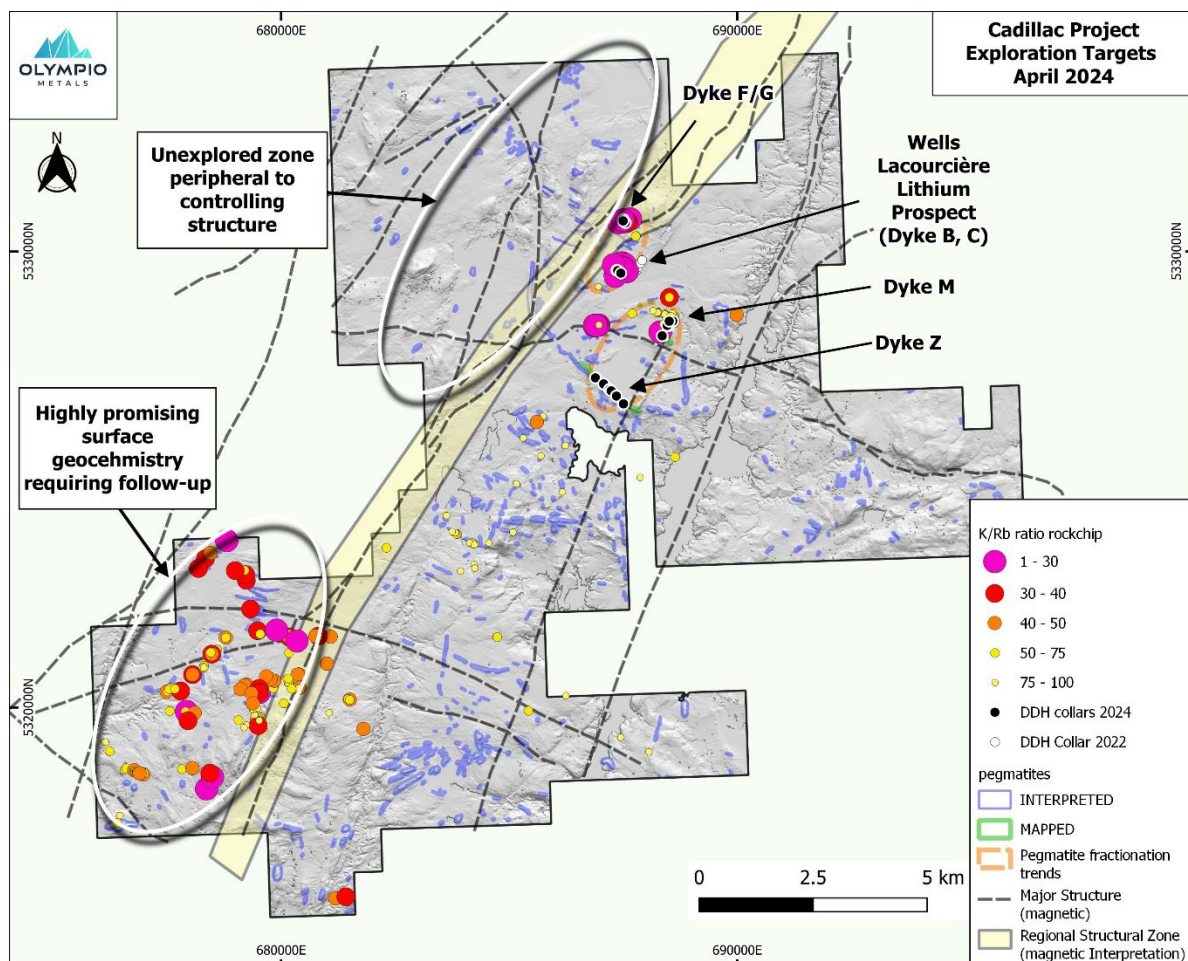 OLYMPIO
METALS
680000E
690000E
Cadillac Project
Exploration Targets
April 2024
N
Dyke F/G
Unexplored zone
peripheral to
controlling
structure
Wells
Lacourcière
Lithium
Prospect
(Dyke B, C)
5330000N
5330000N
Dyke M
Dyke Z
Highly promising
surface
geocehmistry
requiring follow-up
K/Rb ratio rockchip
1 - 30
30 - 40
40 - 50
50 - 75
75 - 100
DDH collars 2024
DDH Collar 2022
pegmatites
INTERPRETED
MAPPED
Pegmatite fractionation
trends
Major Structure
(magnetic)
Regional Structural Zone
(magnetic Interpretation)
5320000N
0
2.5
5 km
680000E
690000E